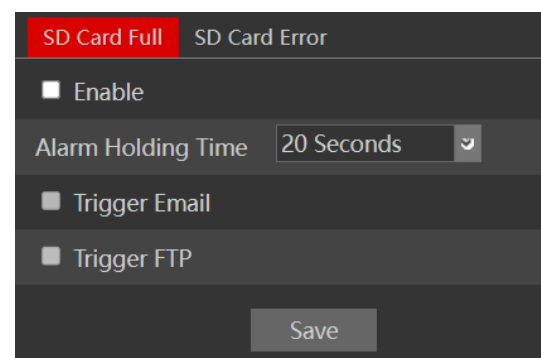 SD Card Full SD Card Error
Enable
Alarm Holding Time 20 Seconds
Trigger Email
Trigger FTP
Save